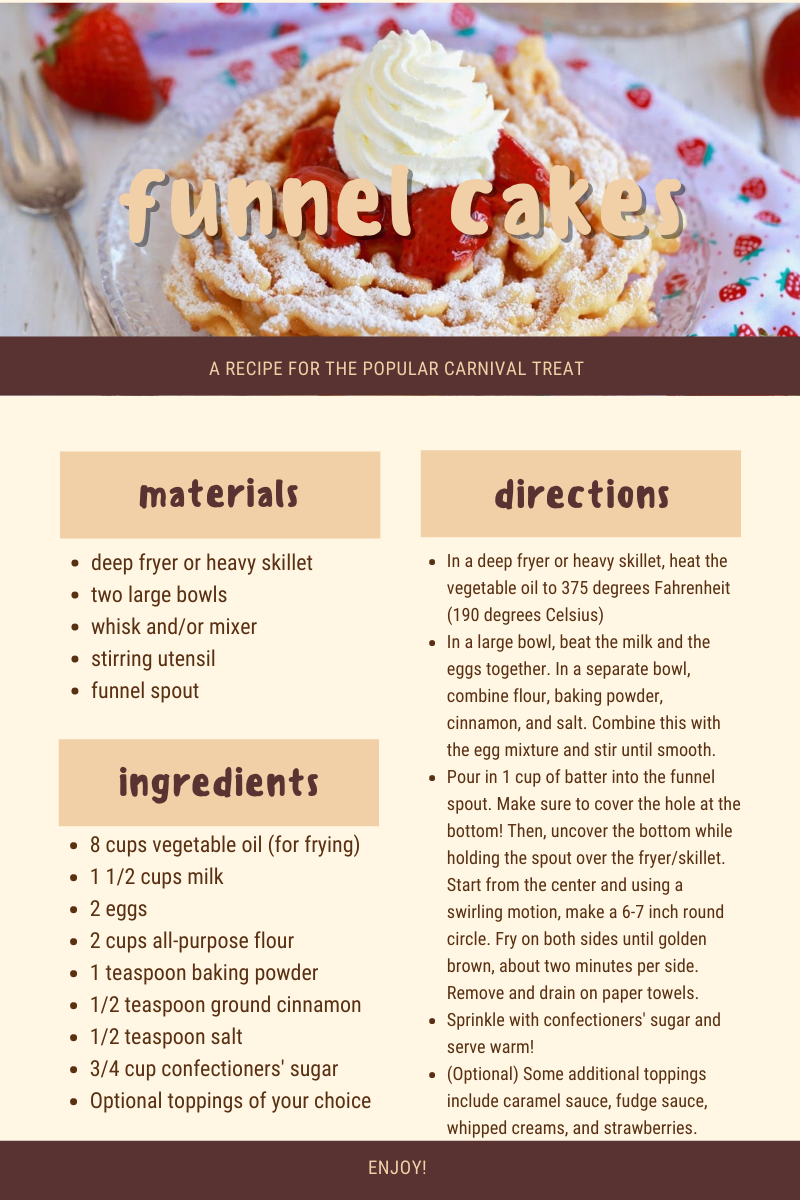 funnel cakes
A RECIPE FOR THE POPULAR CARNIVAL TREAT
materials
• deep fryer or heavy skillet
• two large bowls
• whisk and/or mixer
• stirring utensil
• funnel spout
ingredients
• 8 cups vegetable oil (for frying)
• 1 1/2 cups milk
• 2 eggs
• 2 cups all-purpose flour
• 1 teaspoon baking powder
• 1/2 teaspoon ground cinnamon
• 1/2 teaspoon salt
• 3/4 cup confectioners' sugar
• Optional toppings of your choice
directions
• In a deep fryer or heavy skillet, heat the
vegetable oil to 375 degrees Fahrenheit
(190 degrees Celsius)
• In a large bowl, beat the milk and the
eggs together. In a separate bowl,
combine flour, baking powder,
cinnamon, and salt. Combine this with
the egg mixture and stir until smooth.
• Pour in 1 cup of batter into the funnel
spout. Make sure to cover the hole at the
bottom! Then, uncover the bottom while
holding the spout over the fryer/skillet.
Start from the center and using a
swirling motion, make a 6-7 inch round
circle. Fry on both sides until golden
brown, about two minutes per side.
Remove and drain on paper towels.
• Sprinkle with confectioners' sugar and
serve warm!
• (Optional) Some additional toppings
include caramel sauce, fudge sauce,
whipped creams, and strawberries.
ENJOY!